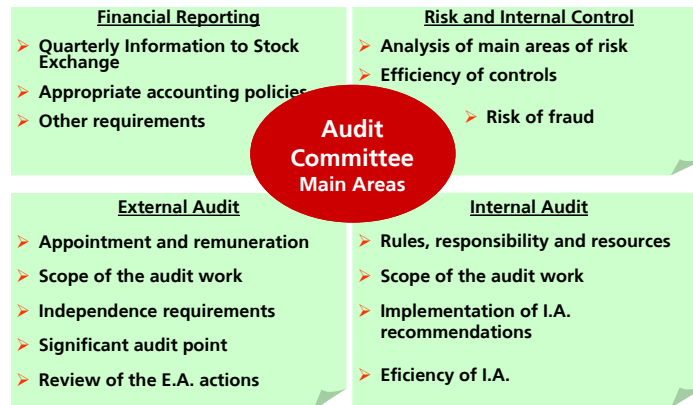 Financial Reporting
Quarterly Information to Stock
Exchange
Appropriate accounting policies
Other requirements
Risk and Internal Control
Analysis of main areas of risk
Efficiency of controls
Risk of fraud
Audit
Committee
Main Areas
External Audit
Appointment and remuneration
Scope of the audit work
Independence requirements
Significant audit point
Review of the E.A. actions
Internal Audit
Rules, responsibility and resources
Scope of the audit work
Implementation of I.A.
recommendations
Eficiency of I.A.